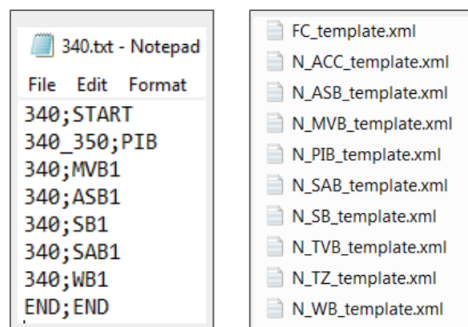 340.txt - Notepad
File Edit Format
340;START
340_350;PIB
340;MVB1
340;ASB1
340;SB1
340;SAB1
340;WB1
END;END
FC_template.xml
N_ACC_template.xml
N_ASB_template.xml
N_MVB_template.xml
N_PIB_template.xml
N_SAB_template.xml
N_SB_template.xml
N_TVB_template.xml
N_TZ_template.xml
N_WB_template.xml